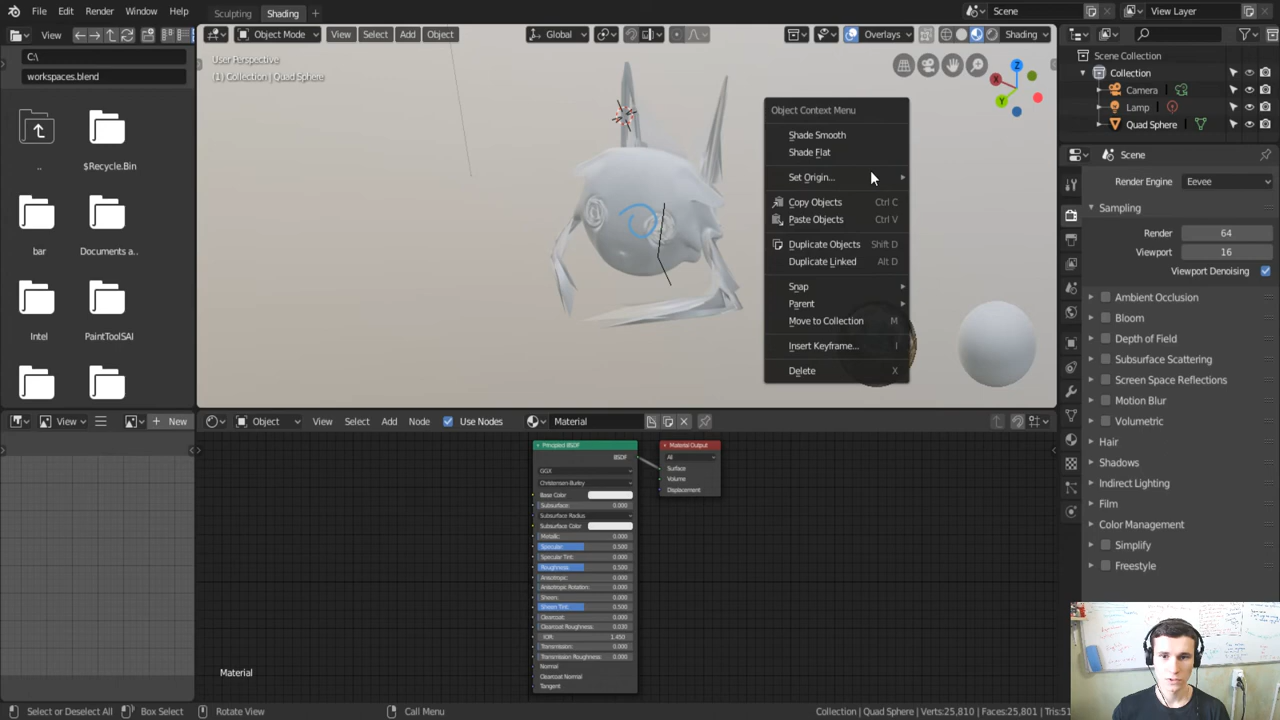 File Edit Render Window Help Sculpting Shading + Scene View Layer
View
Object Mode View Select Add Object Global Overlays Shading
C:\
workspaces.blend
..
$Recycle.Bin
bar
Documents a..
Intel
PaintToolSAI
User Perspective
(1) Collection | Quad Sphere
X
Y
Z
Object Context Menu
Shade Smooth
Shade Flat
Set Origin...
Copy Objects Ctrl C
Paste Objects Ctrl V
Duplicate Objects Shift D
Duplicate Linked Alt D
Snap
Parent
Move to Collection M
Insert Keyframe... I
Delete X
Scene Collection
Collection
Camera
Lamp
Quad Sphere
Scene
Render Engine Eevee
Sampling
Render 64
Viewport 16
Viewport Denoising
Ambient Occlusion
Bloom
Depth of Field
Subsurface Scattering
Screen Space Reflections
Motion Blur
Volumetric
Hair
Shadows
Indirect Lighting
Film
Color Management
Simplify
Freestyle
View + New
Object View Select Add Node Use Nodes Material
Principled BSDF
BSDF
GGX
Christensen-Burley
Base Color
Subsurface: 0.000
Subsurface Radius
Subsurface Color
Metallic: 0.000
Specular: 0.500
Specular Tint: 0.000
Roughness: 0.500
Anisotropic: 0.000
Anisotropic Rotation: 0.000
Sheen: 0.000
Sheen Tint: 0.500
Clearcoat: 0.000
Clearcoat Roughness: 0.030
IOR: 1.450
Transmission: 0.000
Transmission Roughness: 0.000
Normal
Clearcoat Normal
Tangent
Material Output
All
Surface
Volume
Displacement
Material
Select or Deselect All Box Select Rotate View Call Menu Collection | Quad Sphere | Verts:25,810 | Faces:25,801 | Tris:51